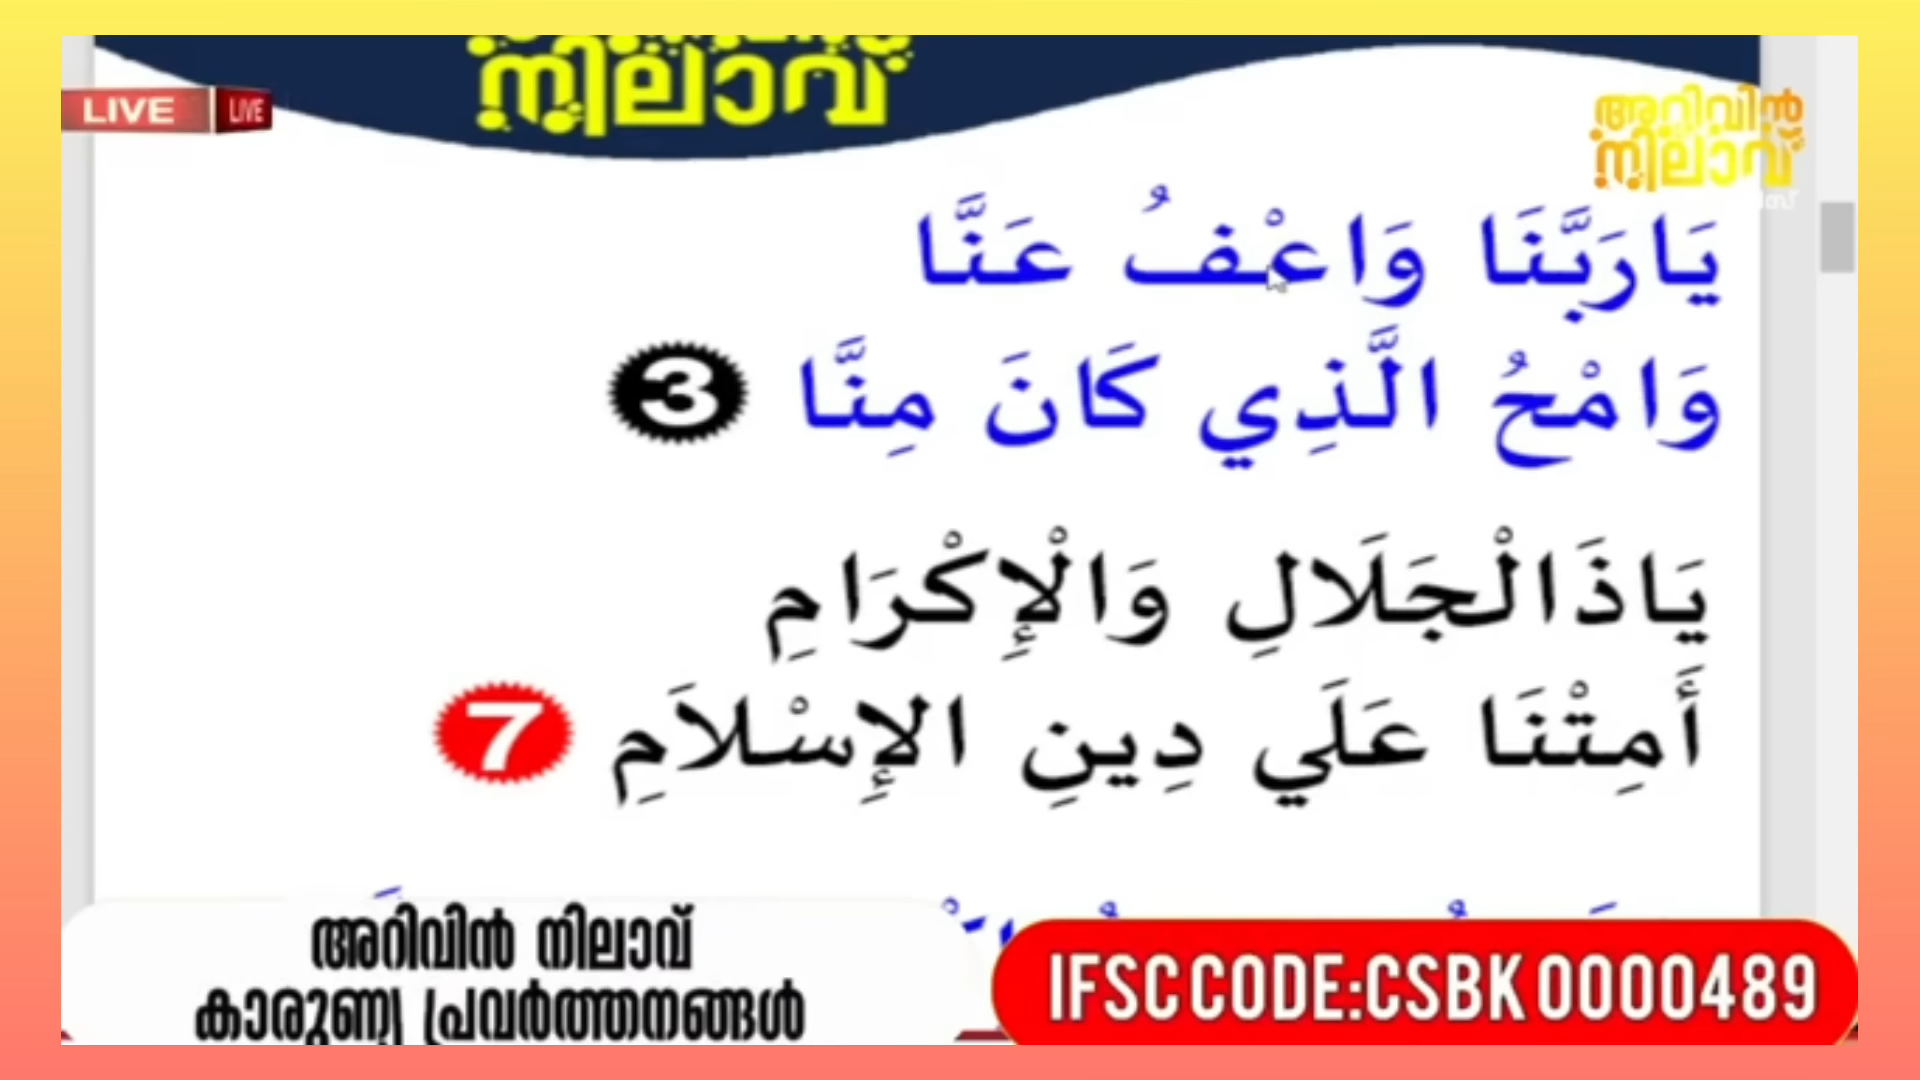 നിലാവ്
LIVE LIVE
അറിവിൻ
നിലാവ്
يَارَبَّنَا وَاعْفُ عَنَّا
وَامْحُ الَّذِي كَانَ مِنَّا 3
يَاذَالْجَلَالِ وَالْإِكْرَامِ
أَمِتْنَا عَلَي دِينِ الإِسْلاَمِ 7
അറിവിൻ നിലാവ്
കാരുണ്യ പ്രവർത്തനങ്ങൾ
IFSC CODE:CSBK 0000489